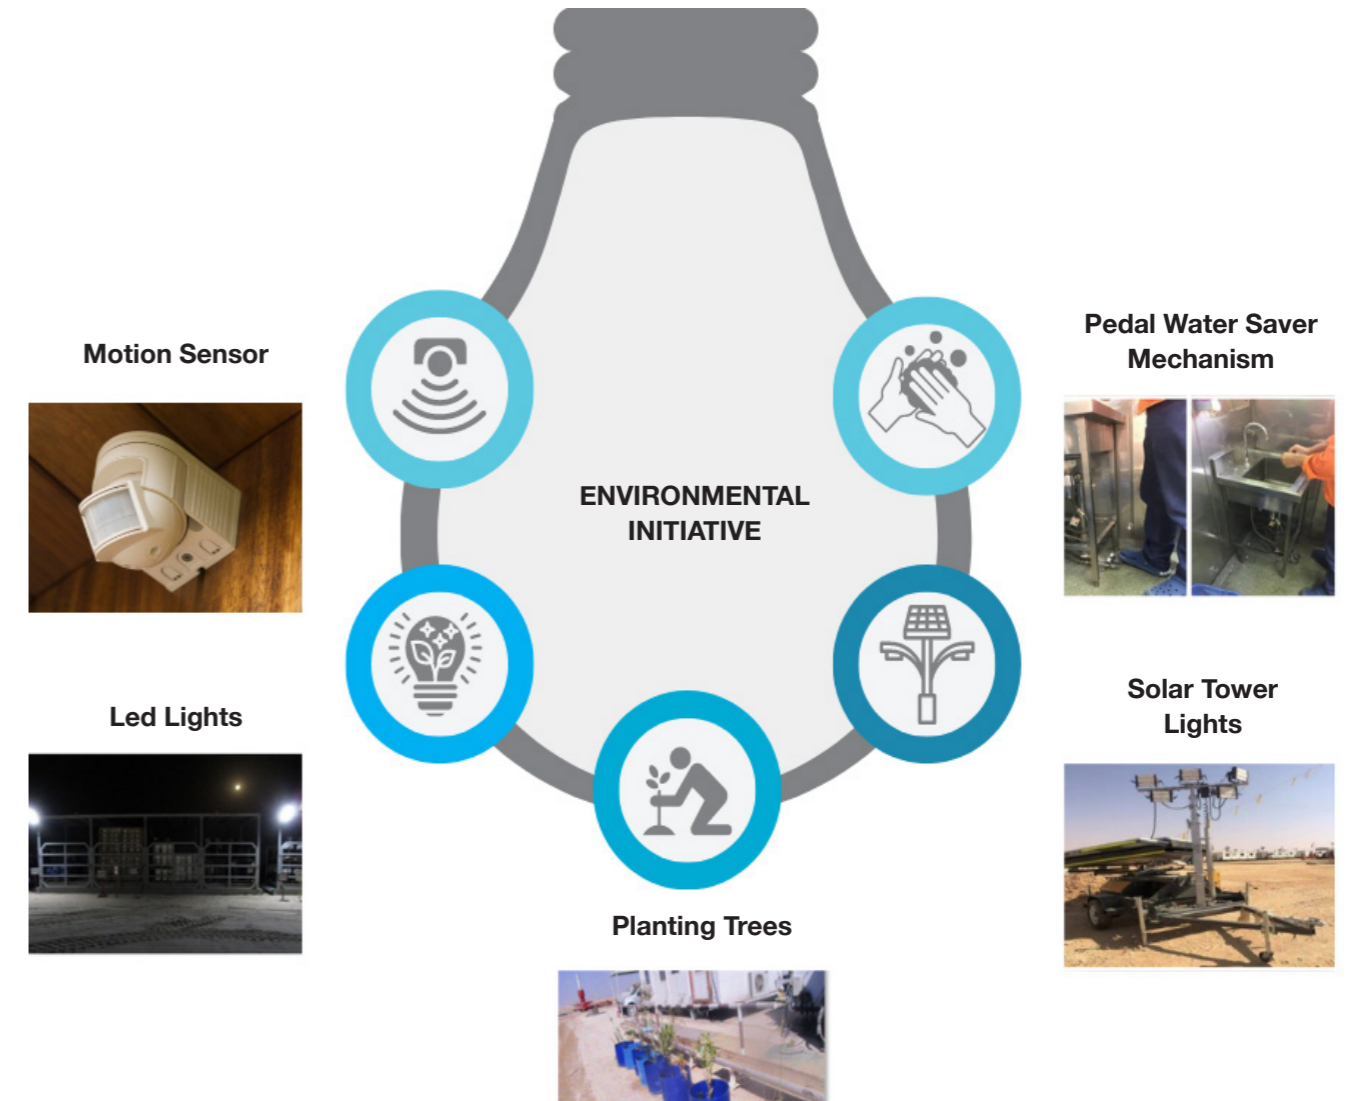 Motion Sensor
Pedal Water Saver
Mechanism
ENVIRONMENTAL
INITIATIVE
Led Lights
Solar Tower
Lights
Planting Trees